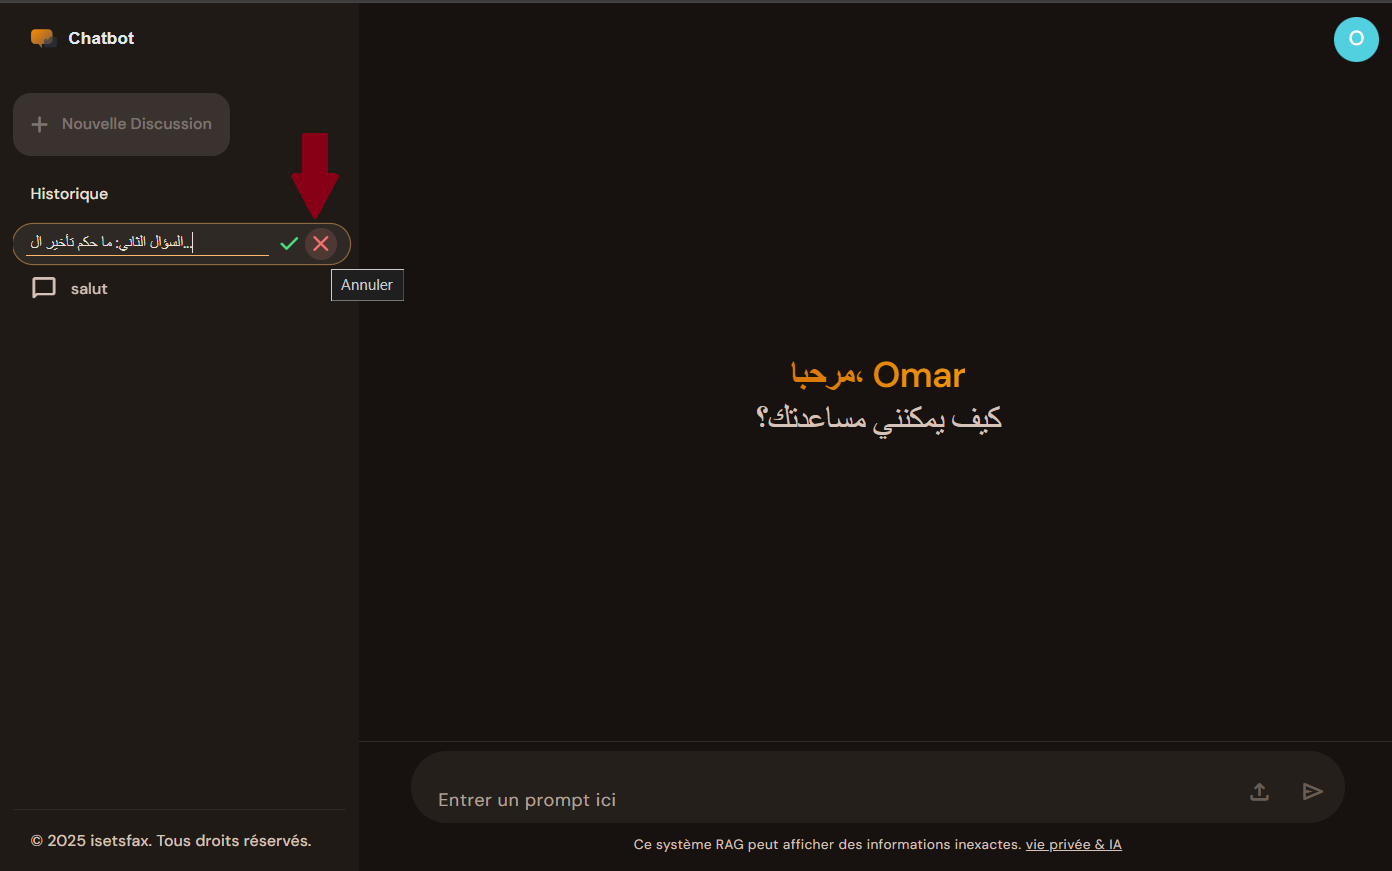 Chatbot
O
Nouvelle Discussion
Historique
السؤال الثاني: ما حكم تأخير ال...
salut
Annuler
مرحبا، Omar
كيف يمكنني مساعدتك؟
Entrer un prompt ici
Ce système RAG peut afficher des informations inexactes. vie privée & IA
© 2025 isetsfax. Tous droits réservés.